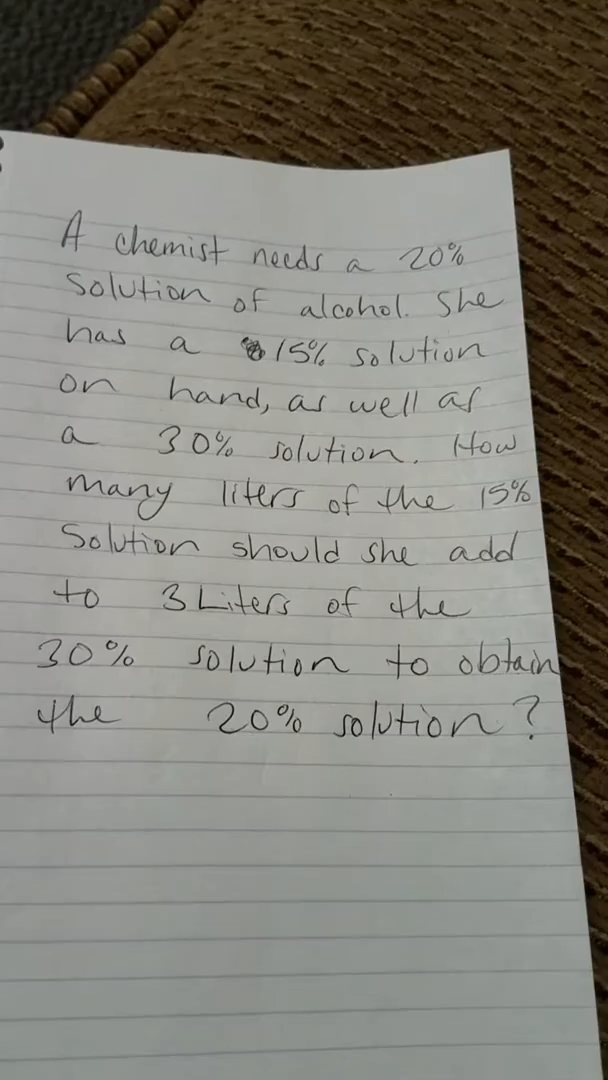 A chemist needs a 20%
solution of alcohol. She
has a 15% solution
on hand, as well as
a 30% solution. How
many liters of the 15%
solution should she add
to 3 Liters of the
30% solution to obtain
the 20% solution?